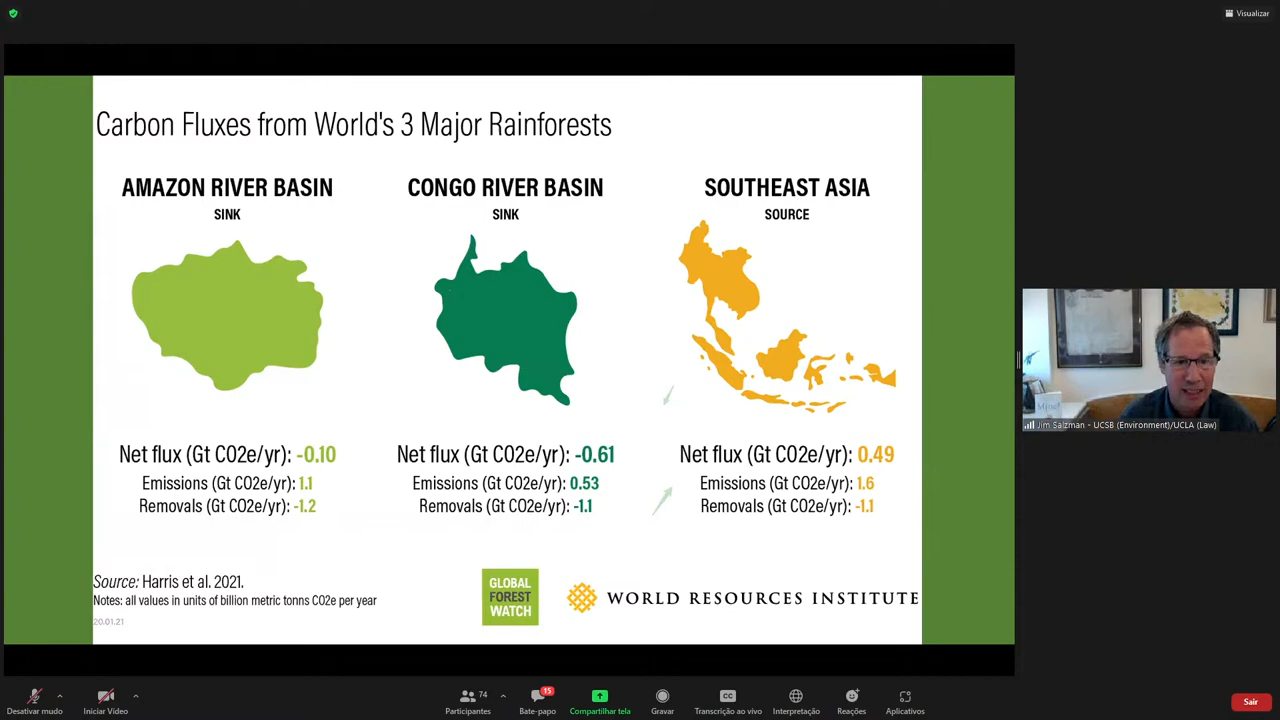 Visualizar
Carbon Fluxes from World's 3 Major Rainforests
AMAZON RIVER BASIN
SINK
CONGO RIVER BASIN
SINK
SOUTHEAST ASIA
SOURCE
Net flux (Gt CO2e/yr): -0.10
Emissions (Gt CO2e/yr): 1.1
Removals (Gt CO2e/yr): -1.2
Net flux (Gt CO2e/yr): -0.61
Emissions (Gt CO2e/yr): 0.53
Removals (Gt CO2e/yr): -1.1
Net flux (Gt CO2e/yr): 0.49
Emissions (Gt CO2e/yr): 1.6
Removals (Gt CO2e/yr): -1.1
Source: Harris et al. 2021.
Notes: all values in units of billion metric tonns CO2e per year
20.01.21
GLOBAL
FOREST
WATCH
WORLD RESOURCES INSTITUTE
Jim Salzman - UCSB (Environment)/UCLA (Law)
Desativar mudo
Iniciar Vídeo
74
Participantes
15
Bate-papo
Compartilhar tela
Gravar
CC
Transcrição ao vivo
Interpretação
Reações
Aplicativos
Sair